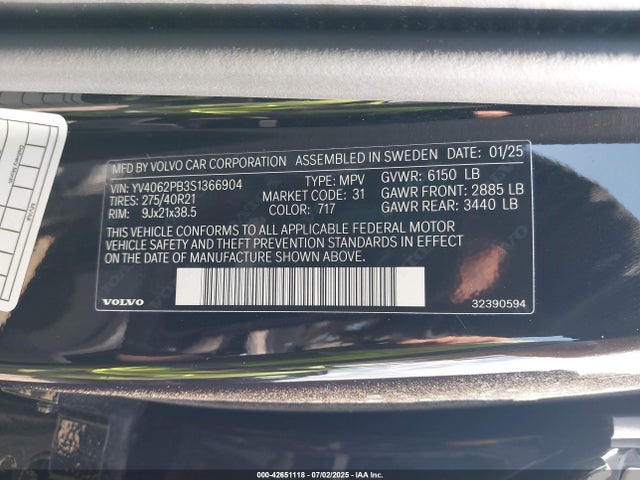 MFD BY VOLVO CAR CORPORATION ASSEMBLED IN SWEDEN DATE: 01/25
VIN: YV4062PB3S1366904 TYPE: MPV GVWR: 6150 LB
TIRES: 275/40R21 MARKET CODE: 31 GAWR FRONT: 2885 LB
RIM: 9Jx21x38.5 COLOR: 717 GAWR REAR: 3440 LB
THIS VEHICLE CONFORMS TO ALL APPLICABLE FEDERAL MOTOR
VEHICLE SAFETY AND THEFT PREVENTION STANDARDS IN EFFECT
ON THE DATE OF MANUFACTURE SHOWN ABOVE.
VOLVO 32390594
000-42651118 - 07/02/2025 - IAA Inc.